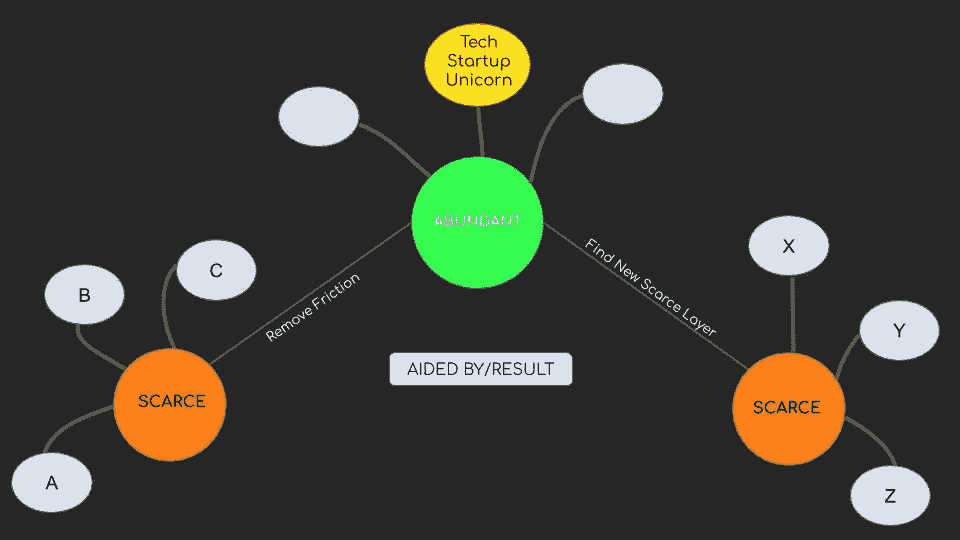 Tech
Startup
Unicorn
ABUNDANT
X
C
B
Remove Friction
Find New Scarce Layer
Y
AIDED BY/RESULT
SCARCE
SCARCE
A
Z